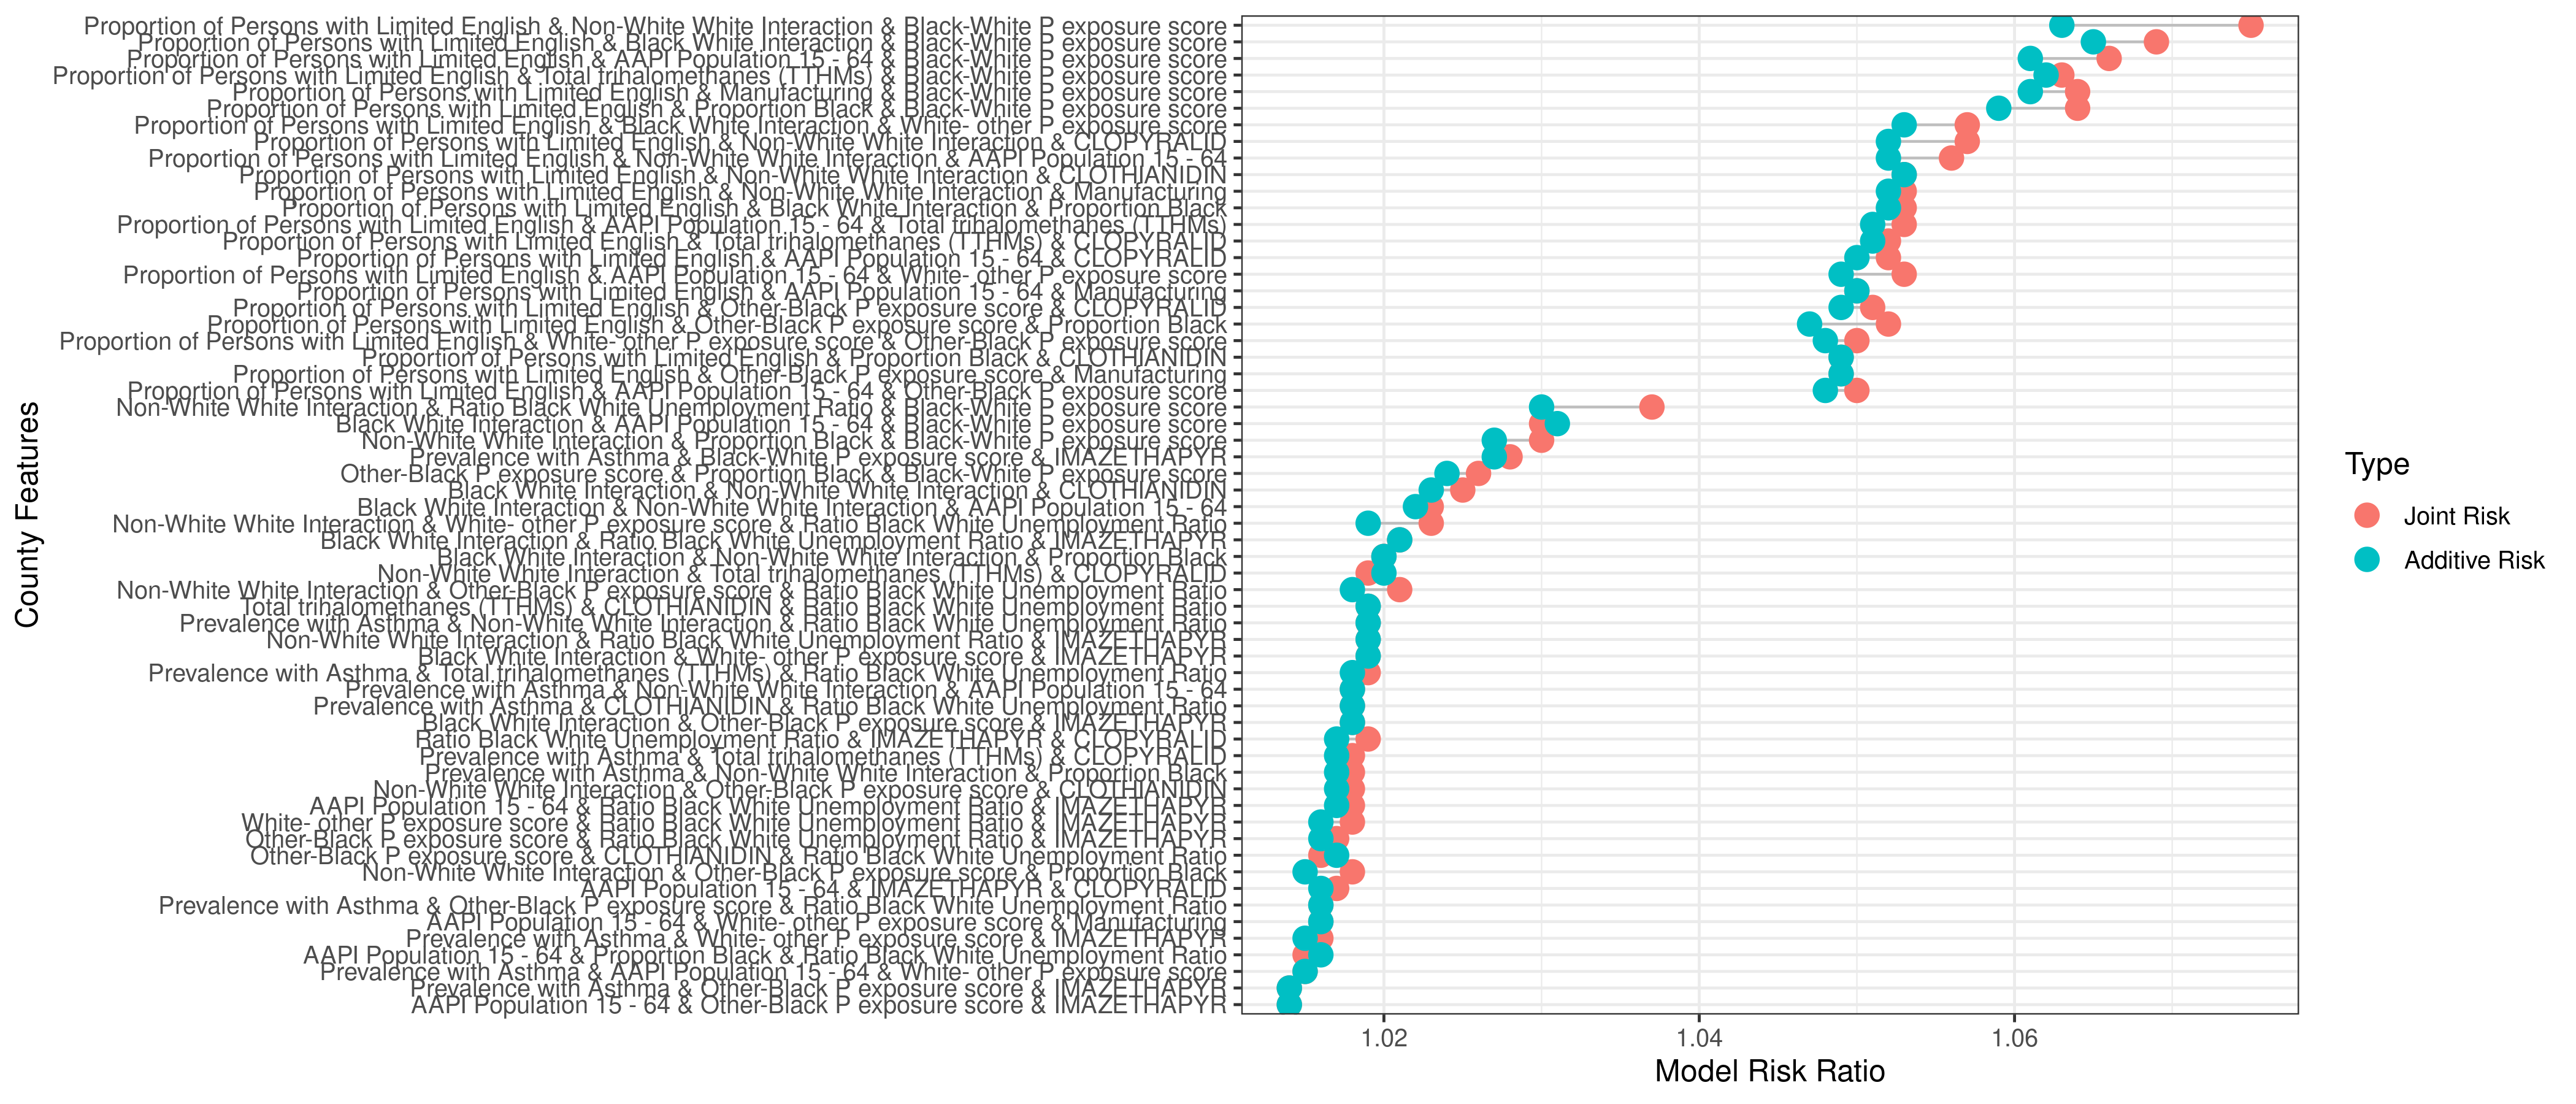 Proportion of Persons with Limited English & Non-White White Interaction & Black-White P exposure score
Proportion of Persons with Limited English & Black White Interaction & Black-White P exposure score
Proportion of Persons with Limited English & AAPI Population 15 - 64 & Black-White P exposure score
Proportion of Persons with Limited English & Total trihalomethanes (TTHMs) & Black-White P exposure score
Proportion of Persons with Limited English & Manufacturing & Black-White P exposure score
Proportion of Persons with Limited English & Proportion Black & Black-White P exposure score
Proportion of Persons with Limited English & Black White Interaction & White- other P exposure score
Proportion of Persons with Limited English & Non-White White Interaction & CLOPYRALID
Proportion of Persons with Limited English & Non-White White Interaction & AAPI Population 15 - 64
Proportion of Persons with Limited English & Non-White White Interaction & CLOTHIANIDIN
Proportion of Persons with Limited English & Non-White White Interaction & Manufacturing
Proportion of Persons with Limited English & Black White Interaction & Proportion Black
Proportion of Persons with Limited English & AAPI Population 15 - 64 & Total trihalomethanes (TTHMs)
Proportion of Persons with Limited English & Total trihalomethanes (TTHMs) & CLOPYRALID
Proportion of Persons with Limited English & AAPI Population 15 - 64 & CLOPYRALID
Proportion of Persons with Limited English & AAPI Population 15 - 64 & White- other P exposure score
Proportion of Persons with Limited English & AAPI Population 15 - 64 & Manufacturing
Proportion of Persons with Limited English & Other-Black P exposure score & CLOPYRALID
Proportion of Persons with Limited English & Other-Black P exposure score & Proportion Black
Proportion of Persons with Limited English & White- other P exposure score & Other-Black P exposure score
Proportion of Persons with Limited English & Proportion Black & CLOTHIANIDIN
Proportion of Persons with Limited English & Other-Black P exposure score & Manufacturing
Proportion of Persons with Limited English & AAPI Population 15 - 64 & Other-Black P exposure score
Non-White White Interaction & Ratio Black White Unemployment Ratio & Black-White P exposure score
Black White Interaction & AAPI Population 15 - 64 & Black-White P exposure score
Non-White White Interaction & Proportion Black & Black-White P exposure score
Prevalence with Asthma & Black-White P exposure score & IMAZETHAPYR
Other-Black P exposure score & Proportion Black & Black-White P exposure score
Black White Interaction & Non-White White Interaction & CLOTHIANIDIN
Black White Interaction & Non-White White Interaction & AAPI Population 15 - 64
Non-White White Interaction & White- other P exposure score & Ratio Black White Unemployment Ratio
Black White Interaction & Ratio Black White Unemployment Ratio & IMAZETHAPYR
Black White Interaction & Non-White White Interaction & Proportion Black
Non-White White Interaction & Total trihalomethanes (TTHMs) & CLOPYRALID
Non-White White Interaction & Other-Black P exposure score & Ratio Black White Unemployment Ratio
Total trihalomethanes (TTHMs) & CLOTHIANIDIN & Ratio Black White Unemployment Ratio
Prevalence with Asthma & Non-White White Interaction & Ratio Black White Unemployment Ratio
Non-White White Interaction & Ratio Black White Unemployment Ratio & IMAZETHAPYR
Black White Interaction & White- other P exposure score & IMAZETHAPYR
Prevalence with Asthma & Total trihalomethanes (TTHMs) & Ratio Black White Unemployment Ratio
Prevalence with Asthma & Non-White White Interaction & AAPI Population 15 - 64
Prevalence with Asthma & CLOTHIANIDIN & Ratio Black White Unemployment Ratio
Black White Interaction & Other-Black P exposure score & IMAZETHAPYR
Ratio Black White Unemployment Ratio & IMAZETHAPYR & CLOPYRALID
Prevalence with Asthma & Total trihalomethanes (TTHMs) & CLOPYRALID
Prevalence with Asthma & Non-White White Interaction & Proportion Black
Non-White White Interaction & Other-Black P exposure score & CLOTHIANIDIN
AAPI Population 15 - 64 & Ratio Black White Unemployment Ratio & IMAZETHAPYR
White- other P exposure score & Ratio Black White Unemployment Ratio & IMAZETHAPYR
Other-Black P exposure score & Ratio Black White Unemployment Ratio & IMAZETHAPYR
Other-Black P exposure score & CLOTHIANIDIN & Ratio Black White Unemployment Ratio
Non-White White Interaction & Other-Black P exposure score & Proportion Black
AAPI Population 15 - 64 & IMAZETHAPYR & CLOPYRALID
Prevalence with Asthma & Other-Black P exposure score & Ratio Black White Unemployment Ratio
AAPI Population 15 - 64 & White- other P exposure score & Manufacturing
Prevalence with Asthma & White- other P exposure score & IMAZETHAPYR
AAPI Population 15 - 64 & Proportion Black & Ratio Black White Unemployment Ratio
Prevalence with Asthma & AAPI Population 15 - 64 & White- other P exposure score
Prevalence with Asthma & Other-Black P exposure score & IMAZETHAPYR
AAPI Population 15 - 64 & Other-Black P exposure score & IMAZETHAPYR
County Features
1.02
1.04
1.06
Model Risk Ratio
Type
Joint Risk
Additive Risk